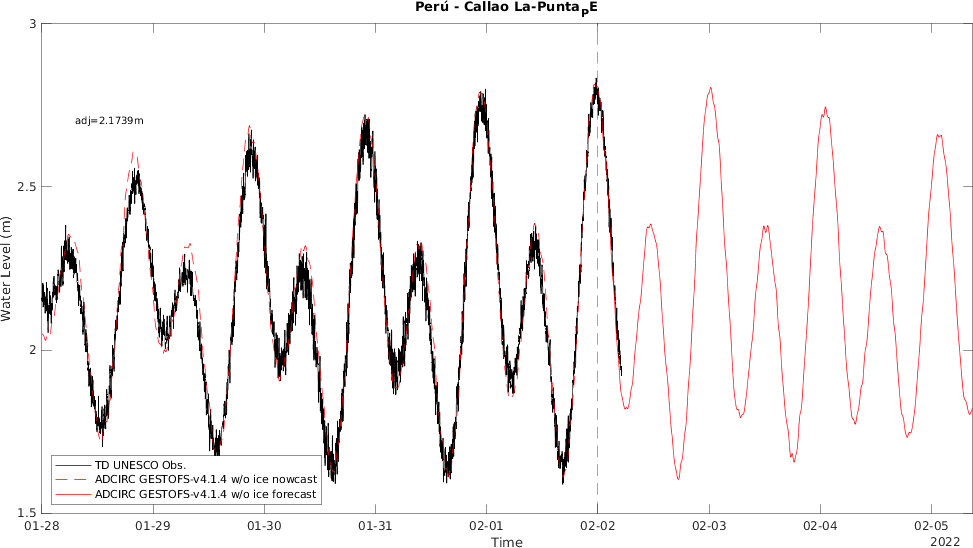 Perú - Callao La-PuntapE
3
adj=2.1739m
2.5
Water Level (m)
2
TD UNESCO Obs.
ADCIRC GESTOFS-v4.1.4 w/o ice nowcast
ADCIRC GESTOFS-v4.1.4 w/o ice forecast
1.5
01-28 01-29 01-30 01-31 02-01 02-02 02-03 02-04 02-05
Time
2022